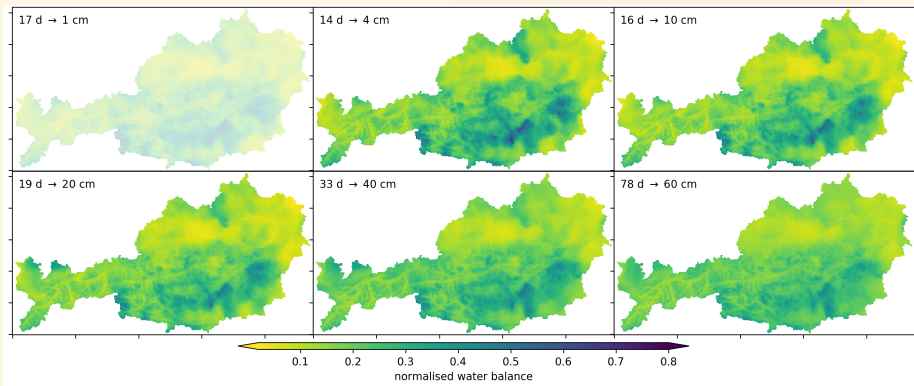 17 d → 1 cm
14 d → 4 cm
16 d → 10 cm
19 d → 20 cm
33 d → 40 cm
78 d → 60 cm
0.1 0.2 0.3 0.4 0.5 0.6 0.7 0.8
normalised water balance